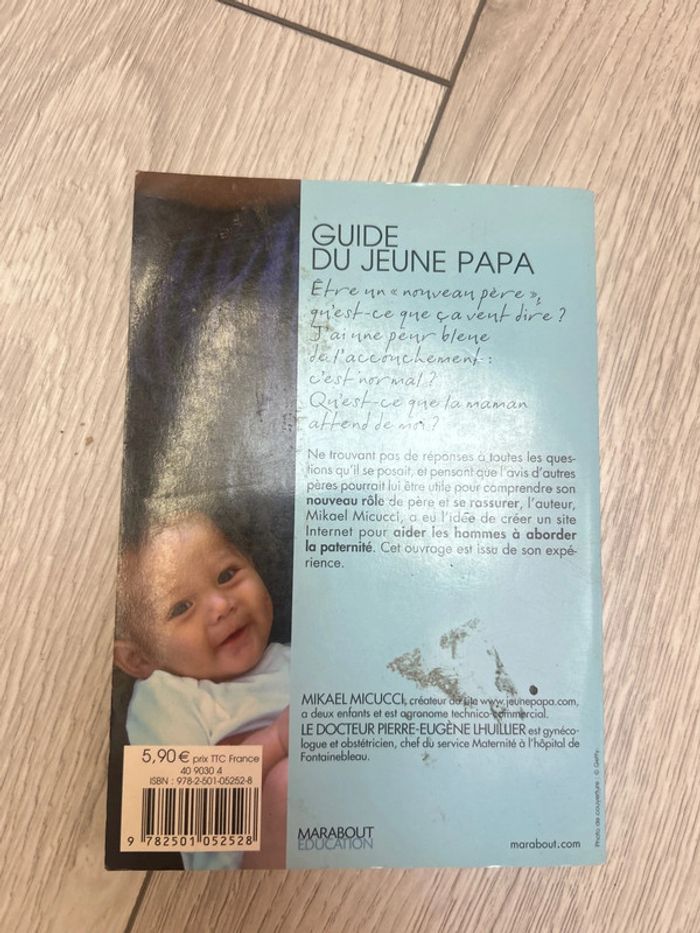 GUIDE
DU JEUNE PAPA
Être un « nouveau père »,
qu'est-ce que ça veut dire ?
J'ai une peur bleue
de l'accouchement :
c'est normal ?
Qu'est-ce que la maman
attend de moi ?
Ne trouvant pas de réponses à toutes les ques-
tions qu'il se posait, et pensant que l'avis d'autres
pères pourrait lui être utile pour comprendre son
nouveau rôle de père et se rassurer, l'auteur,
Mikael Micucci, a eu l'idée de créer un site
Internet pour aider les hommes à aborder
la paternité. Cet ouvrage est issu de son expé-
rience.
MIKAEL MICUCCI, créateur du site www.jeunepapa.com,
a deux enfants et est agronome technico-commercial.
LE DOCTEUR PIERRE-EUGÈNE LHUILLIER est gynéco-
logue et obstétricien, chef du service Maternité à l'hôpital de
Fontainebleau.
5,90 € prix TTC France
40 9030 4
ISBN : 978-2-501-05252-8
9 782501 052528
MARABOUT
EDUCATION
marabout.com
Photo de couverture : © Getty.